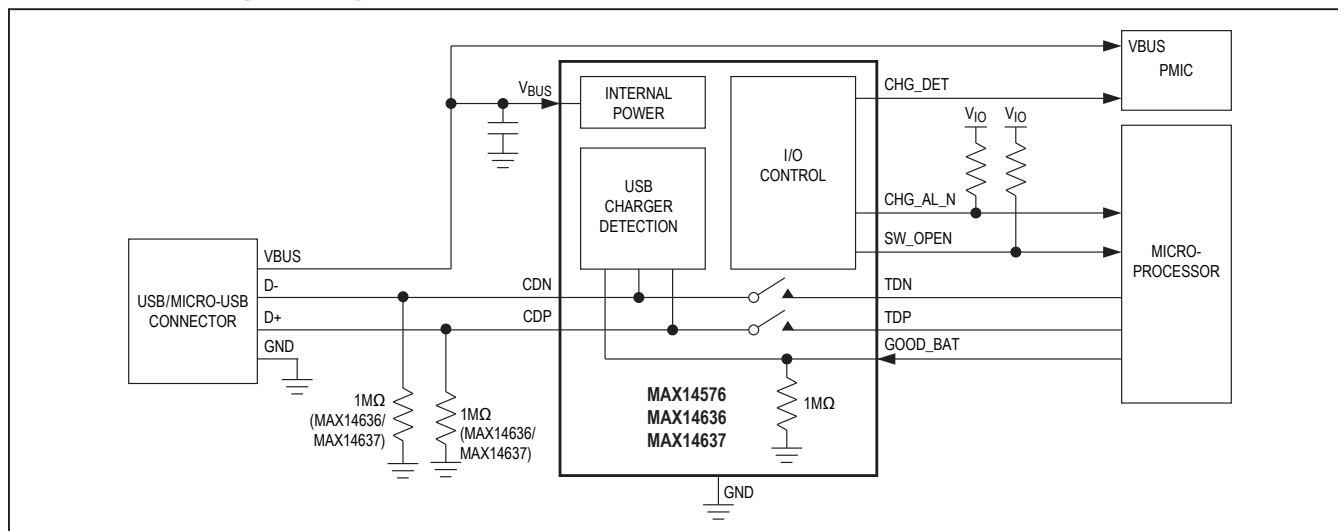 VBUS
PMIC
CHG_DET
VBUS
INTERNAL
POWER
I/O
CONTROL
VIO
VIO
USB
CHARGER
DETECTION
CHG_AL_N
SW_OPEN
MICRO-
PROCESSOR
USB/MICRO-USB
CONNECTOR
VBUS
D-
D+
GND
CDN
CDP
TDN
TDP
GOOD_BAT
1MΩ
(MAX14636/
MAX14637)
1MΩ
(MAX14636/
MAX14637)
MAX14576
MAX14636
MAX14637
1MΩ
GND